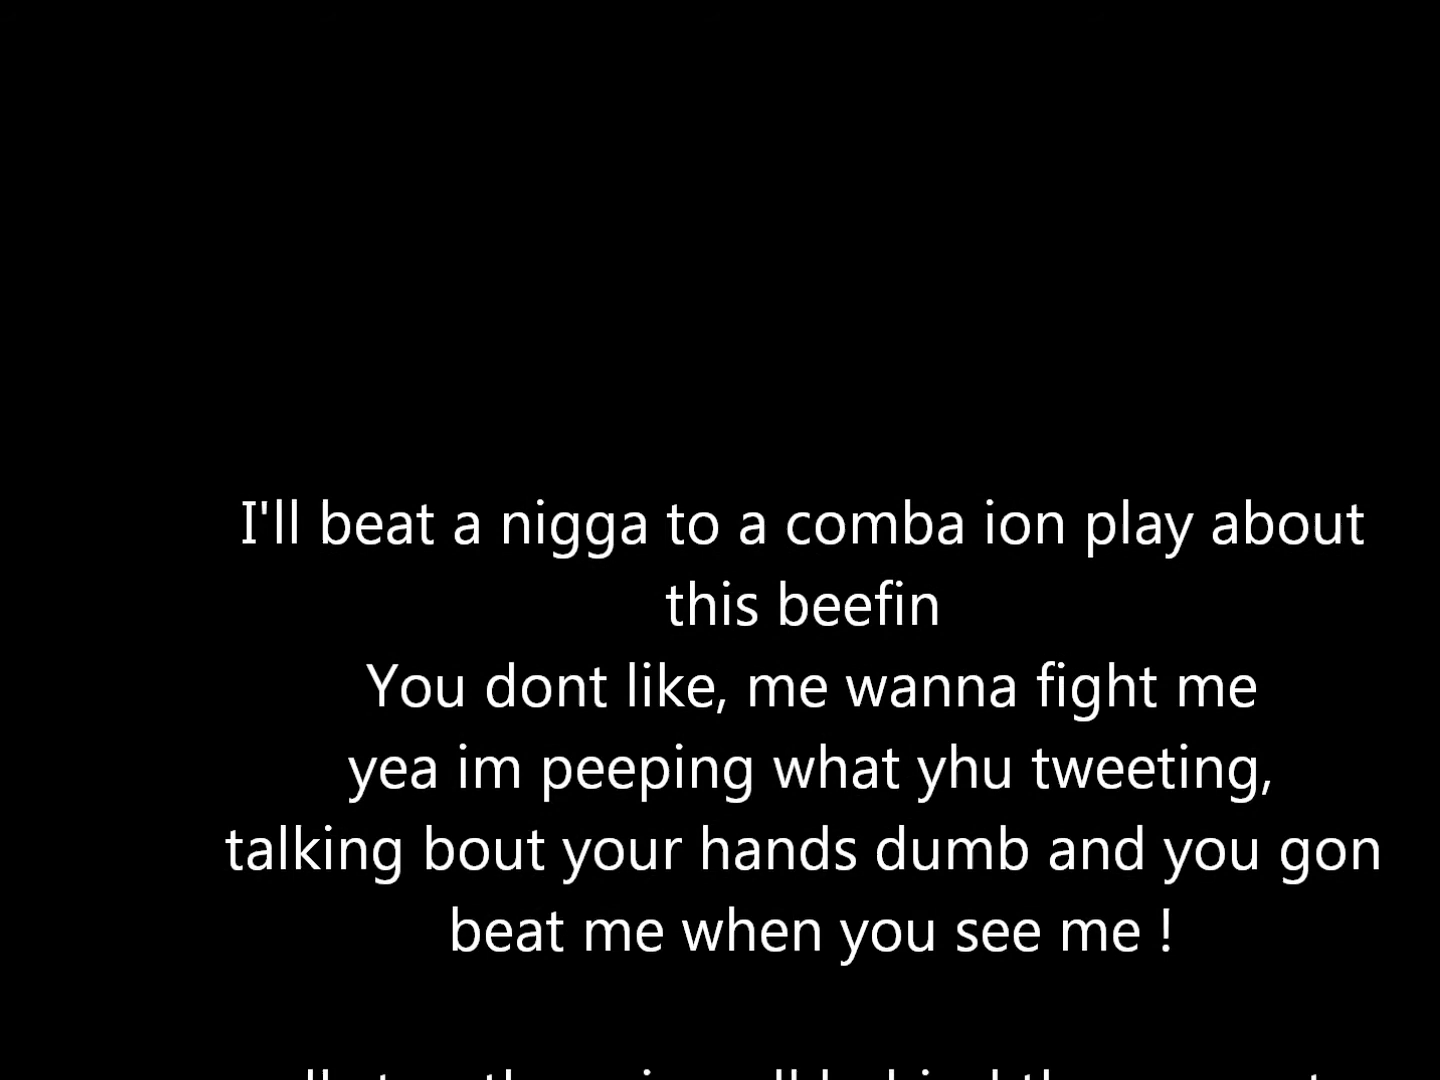 I'll beat a nigga to a comba ion play about
this beefin
You dont like, me wanna fight me
yea im peeping what yhu tweeting,
talking bout your hands dumb and you gon
beat me when you see me !